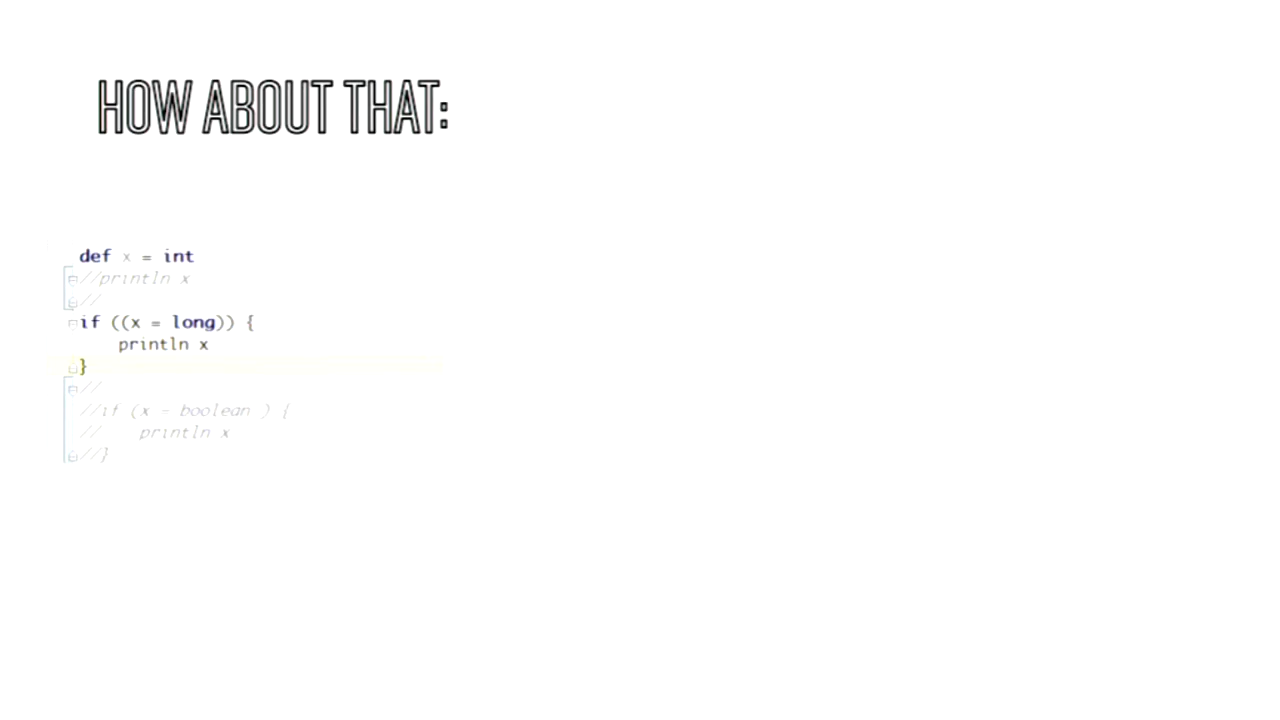 HOW ABOUT THAT:
def x = int
//println x
//
if ((x = long)) {
    println x
}
//
//if (x = boolean ) {
//    println x
//}